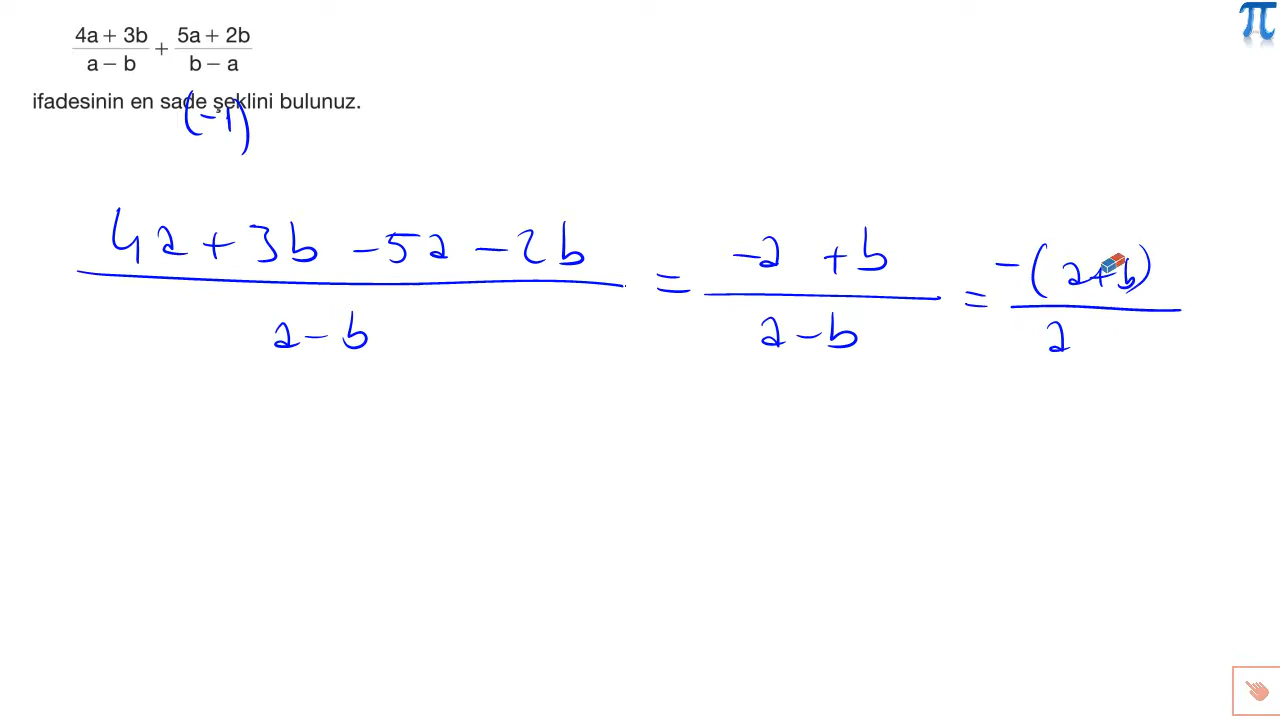 4a + 3b / a − b + 5a + 2b / b − a
ifadesinin en sade şeklini bulunuz.
(-1)
4a + 3b - 5a - 2b / a - b = -a + b / a - b = -(a+b) / a
π